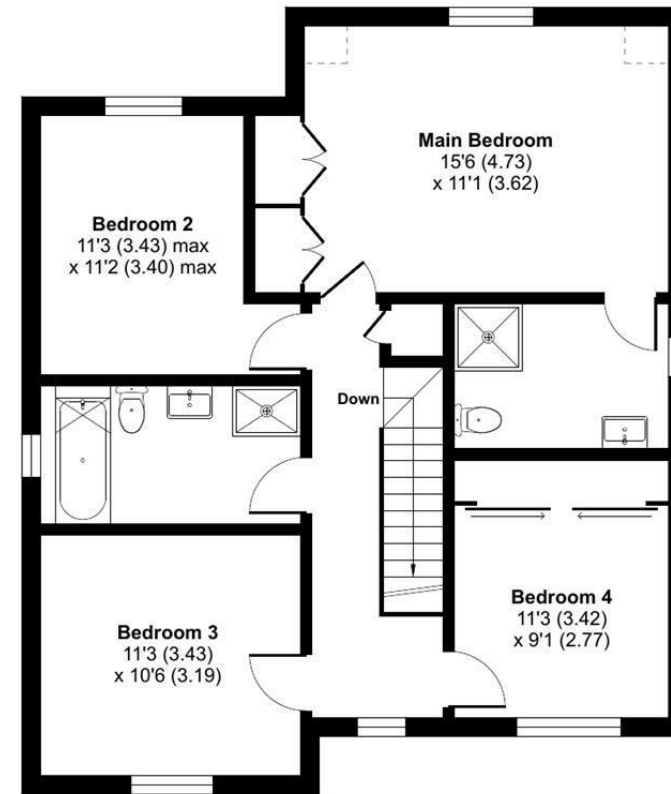 Main Bedroom
15'6 (4.73)
x 11'1 (3.62)
Bedroom 2
11'3 (3.43) max
x 11'2 (3.40) max
Down
Bedroom 3
11'3 (3.43)
x 10'6 (3.19)
Bedroom 4
11'3 (3.42)
x 9'1 (2.77)